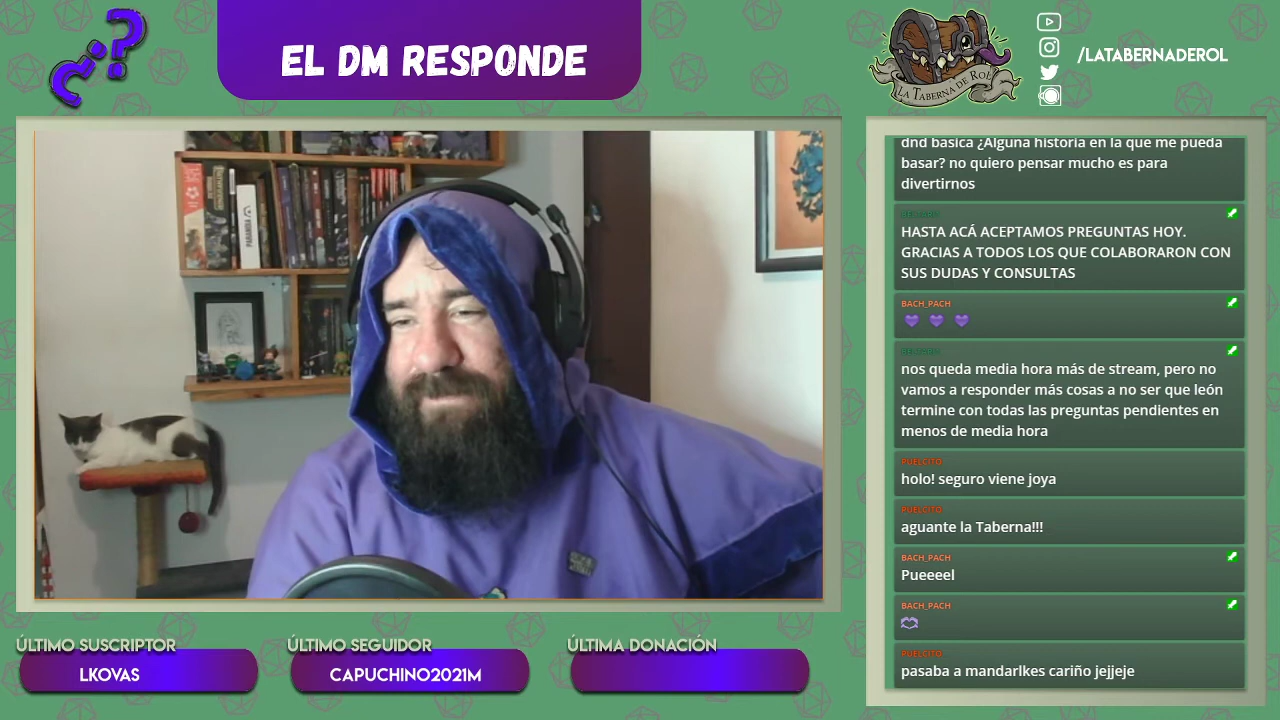 EL DM RESPONDE
LA TABERNA DE ROL
/LATABERNADEROL
dnd basica ¿Alguna historia en la que me pueda
basar? no quiero pensar mucho es para
divertirnos
HASTA ACÁ ACEPTAMOS PREGUNTAS HOY.
GRACIAS A TODOS LOS QUE COLABORARON CON
SUS DUDAS Y CONSULTAS
BACH_PACH
nos queda media hora más de stream, pero no
vamos a responder más cosas a no ser que león
termine con todas las preguntas pendientes en
menos de media hora
PUELCITO
holo! seguro viene joya
PUELCITO
aguante la Taberna!!!
BACH_PACH
Pueeeel
BACH_PACH
PUELCITO
pasaba a mandarlkes cariño jejjeje
PARANOIA
ÚLTIMO SUSCRIPTOR
LKOVAS
ÚLTIMO SEGUIDOR
CAPUCHINO2021M
ÚLTIMA DONACIÓN